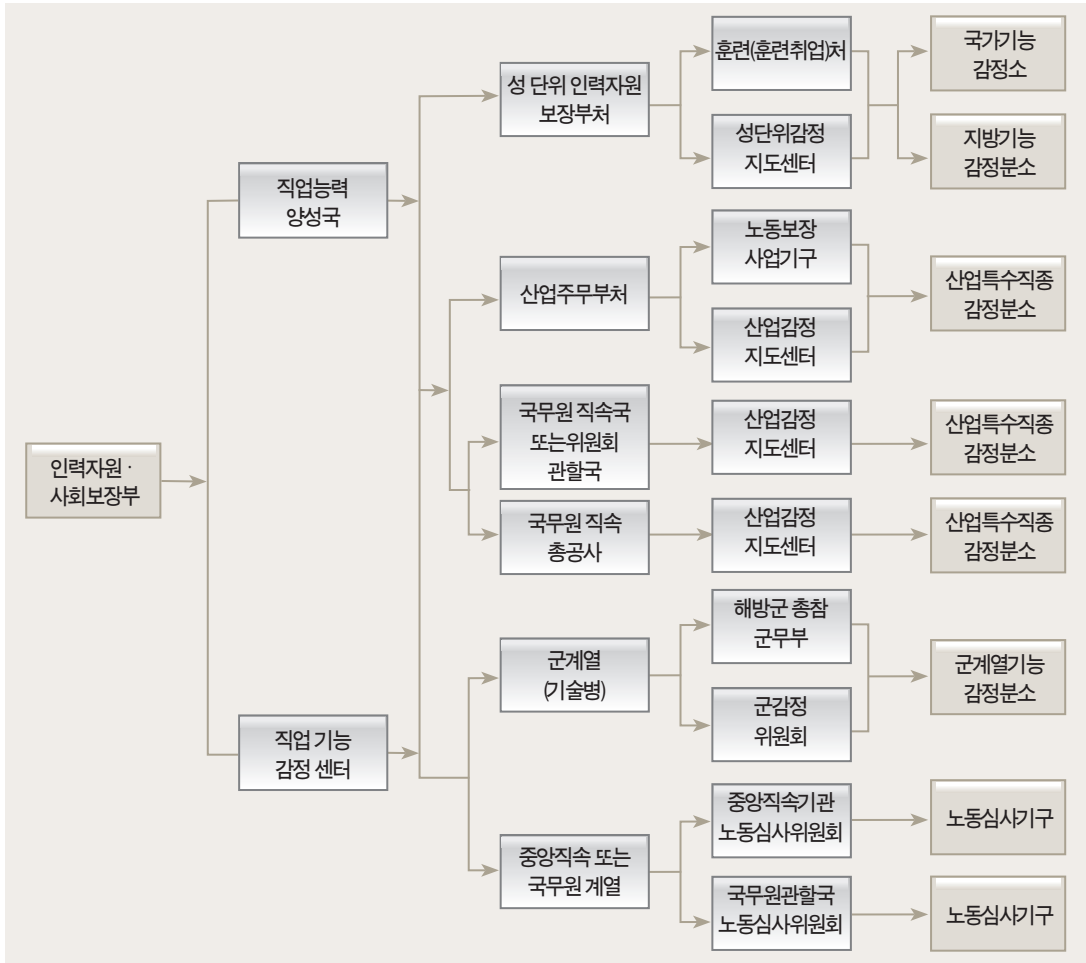 인력자원 ·
사회보장부
직업능력
양성국
직업 기능
감정 센터
성 단위 인력자원
보장부처
산업주무부처
국무원 직속국
또는위원회
관할국
국무원 직속
총공사
군계열
(기술병)
중앙직속 또는
국무원 계열
훈련(훈련취업)처
성단위감정
지도센터
노동보장
사업기구
산업감정
지도센터
산업감정
지도센터
산업감정
지도센터
해방군 총참
군무부
군감정
위원회
중앙직속기관
노동심사위원회
국무원관할국
노동심사위원회
국가기능
감정소
지방기능
감정분소
산업특수직종
감정분소
산업특수직종
감정분소
산업특수직종
감정분소
군계열기능
감정분소
노동심사기구
노동심사기구